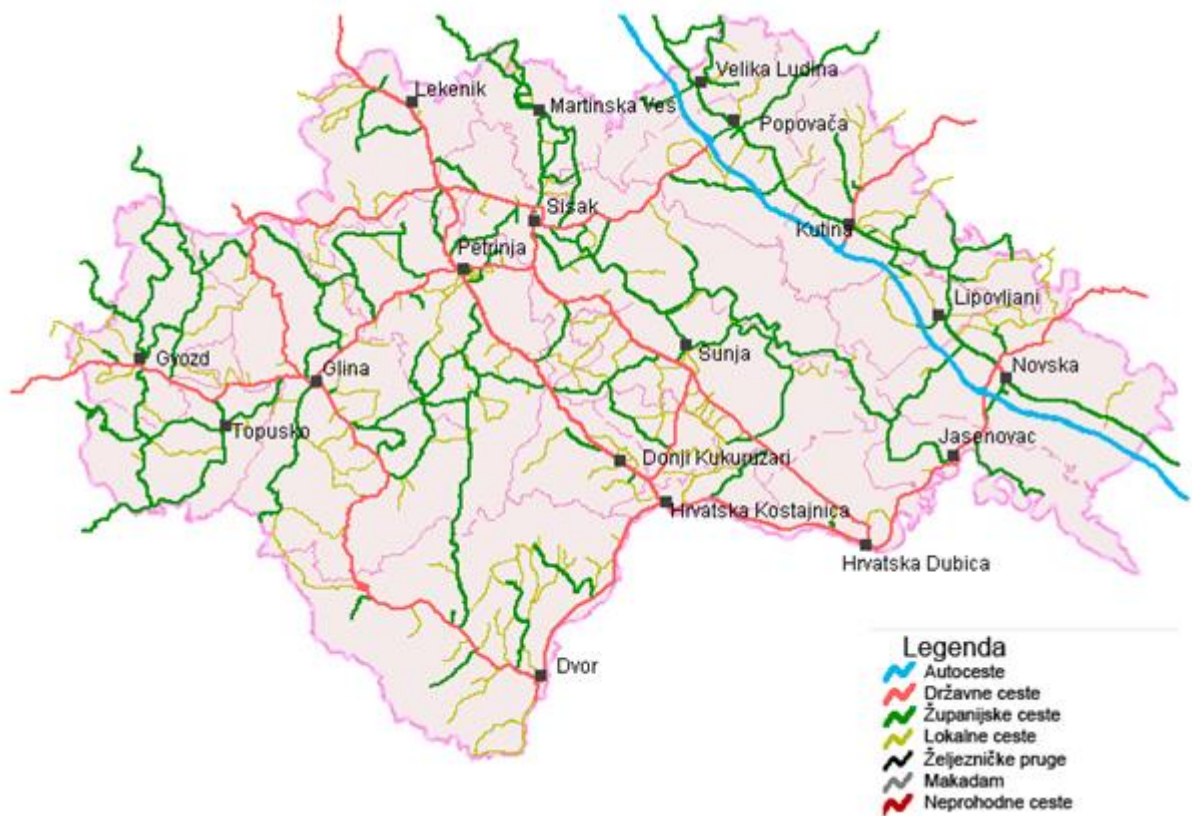 Velika Ludina
Lekenik
Martinska Ves
Popovača
Sisak
Kutina
Petrinja
Lipovljani
Sunja
Gvozd
Glina
Novska
Topusko
Jasenovac
Donji Kukuruzari
Hrvatska Kostajnica
Hrvatska Dubica
Dvor
Legenda
Autoceste
Državne ceste
Županijske ceste
Lokalne ceste
Željezničke pruge
Makadam
Neprohodne ceste